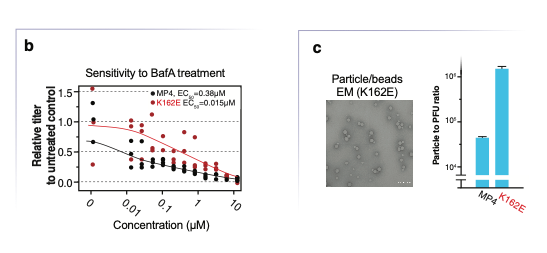 b
Sensitivity to BafA treatment
MP4, EC50=0.38μM
K162E EC50=0.015μM
Relative titer
to untreated control
1.5
1.0
0.5
0.0
0
0.01
0.1
1
10
Concentration (μM)
c
Particle/beads
EM (K162E)
Particle to PFU ratio
10⁵
10⁴
MP4
K162E